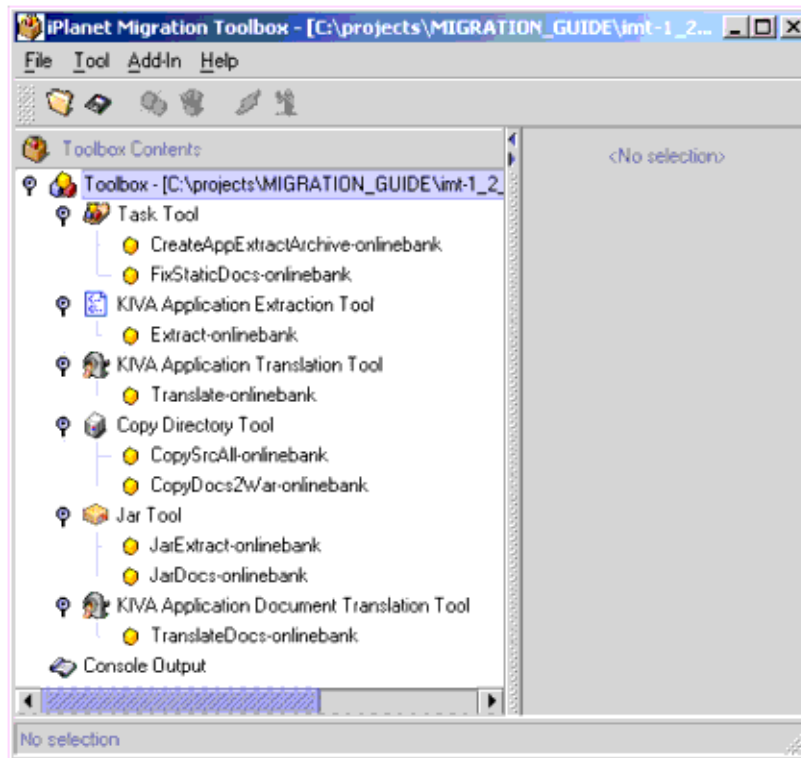 iPlanet Migration Toolbox - [C:\projects\MIGRATION_GUIDE\imt-1_2...
File Tool Add-In Help
Toolbox Contents
<No selection>
Toolbox - [C:\projects\MIGRATION_GUIDE\imt-1_2_
Task Tool
CreateAppExtractArchive-onlinebank
FixStaticDocs-onlinebank
KIVA Application Extraction Tool
Extract-onlinebank
KIVA Application Translation Tool
Translate-onlinebank
Copy Directory Tool
CopySrcAll-onlinebank
CopyDocs2War-onlinebank
Jar Tool
JarExtract-onlinebank
JarDocs-onlinebank
KIVA Application Document Translation Tool
TranslateDocs-onlinebank
Console Output
No selection